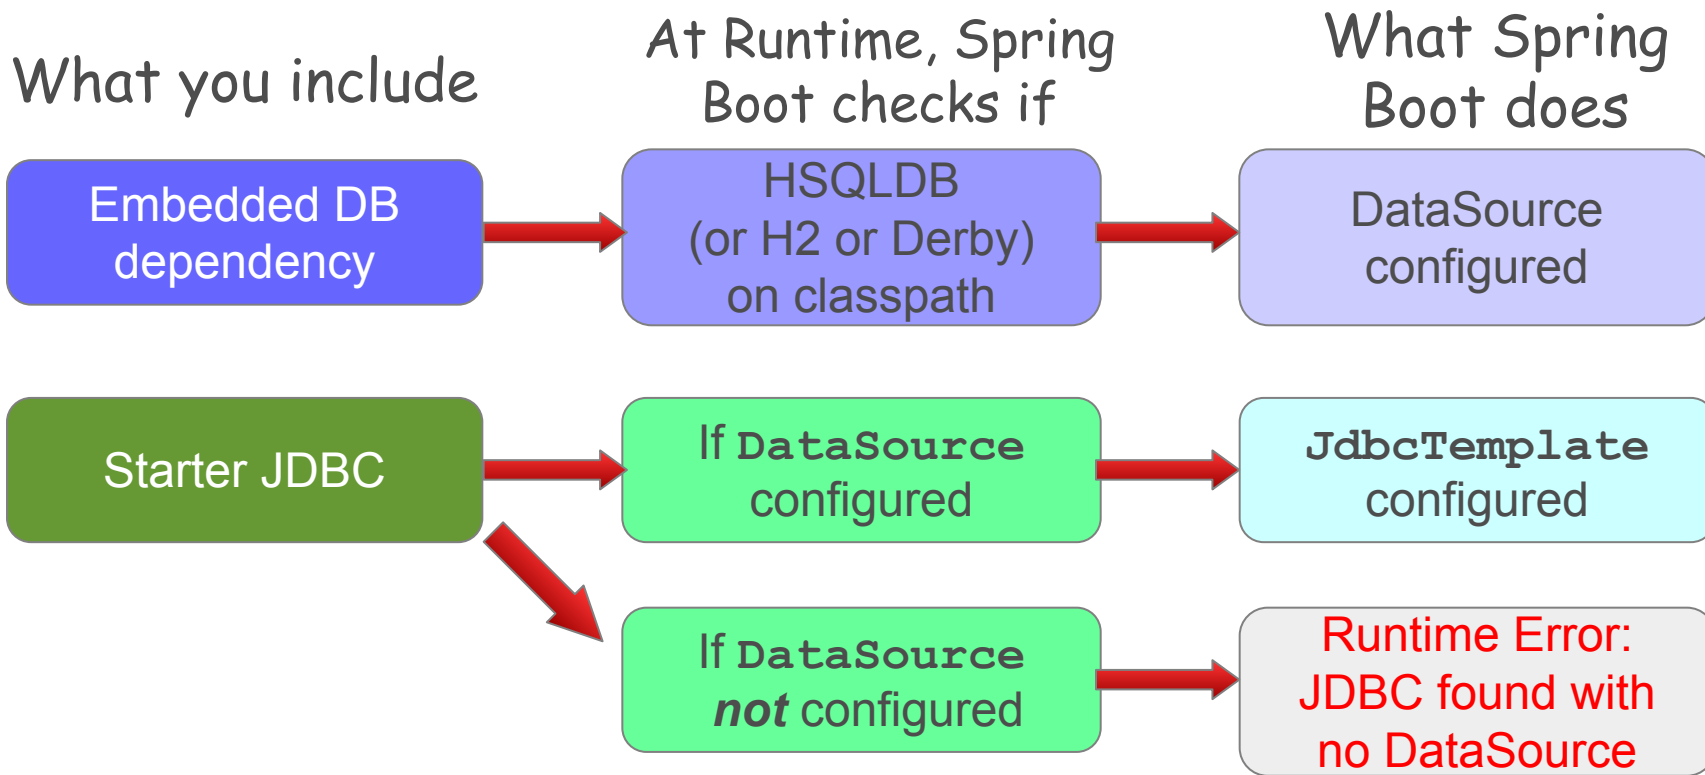 What you include
At Runtime, Spring
Boot checks if
What Spring
Boot does
Embedded DB
dependency
HSQLDB
(or H2 or Derby)
on classpath
DataSource
configured
Starter JDBC
If DataSource
configured
JdbcTemplate
configured
If DataSource
not configured
Runtime Error:
JDBC found with
no DataSource